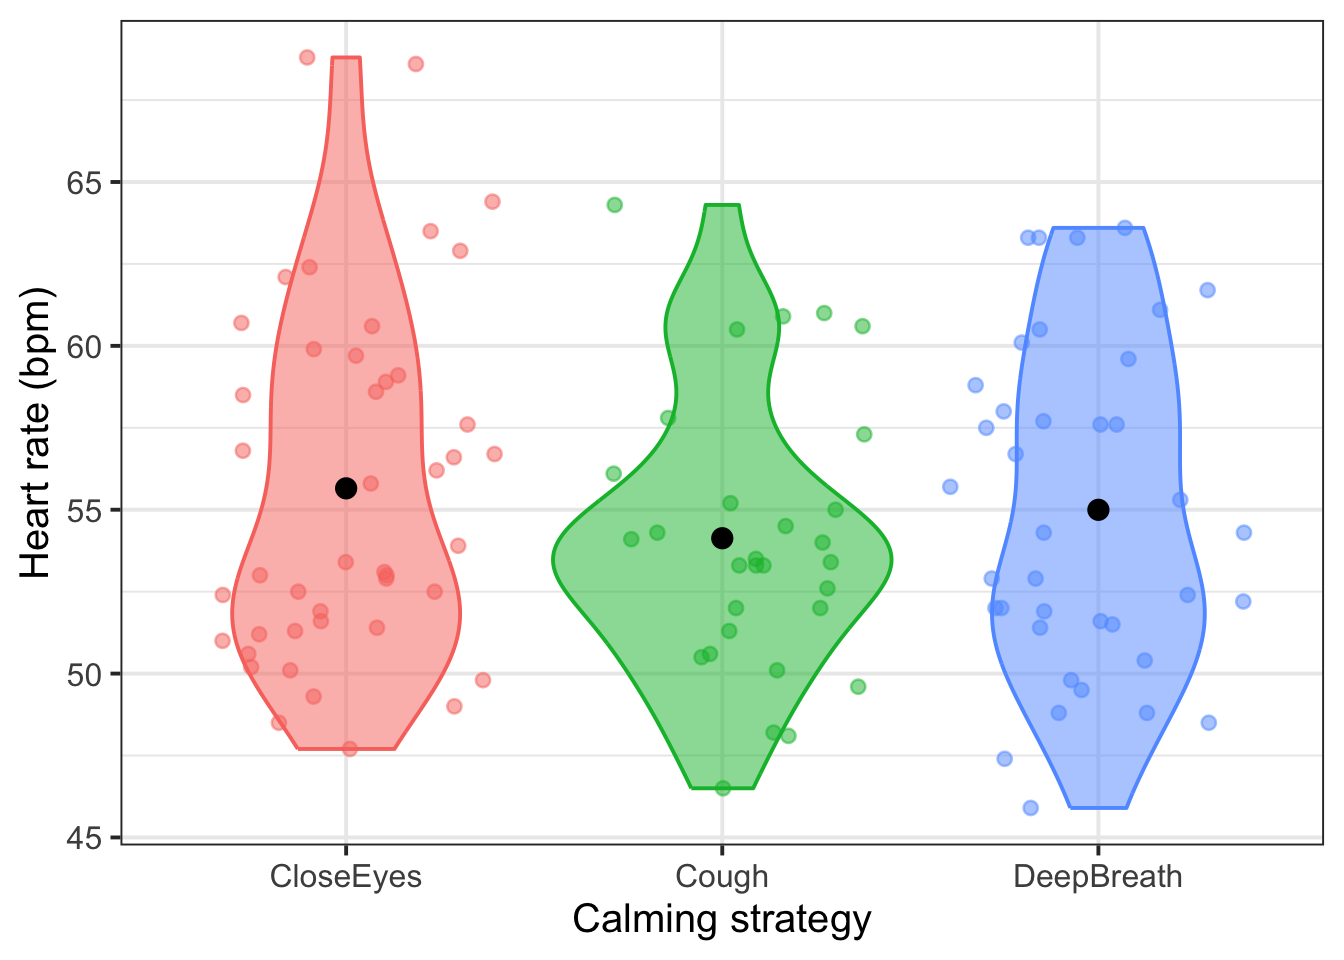 Heart rate (bpm)
65
60
55
50
45
CloseEyes
Cough
DeepBreath
Calming strategy